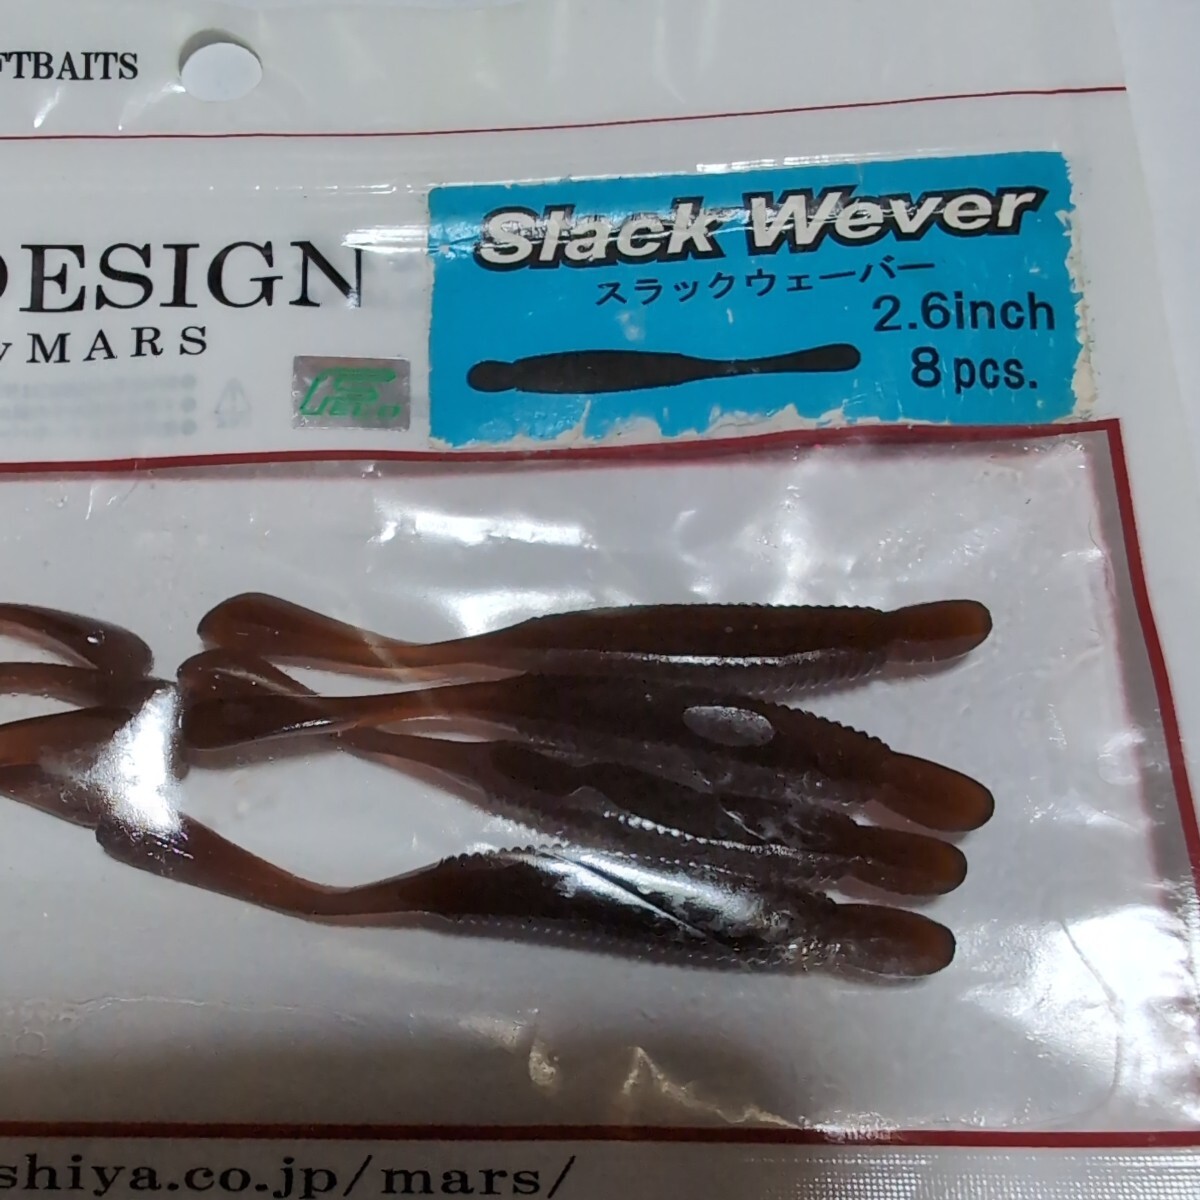 FTBAITS
DESIGN
y MARS
Slack Wever
スラックウェーバー
2.6inch
8 pcs.
shiya.co.jp/mars/